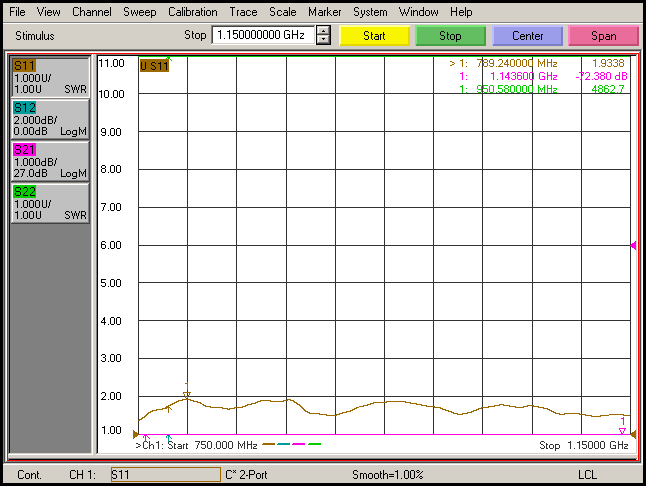 File View Channel Sweep Calibration Trace Scale Marker System Window Help
Stimulus Stop 1.150000000 GHz Start Stop Center Span
S11
1.000U/
1.00U SWR
S12
2.000dB/
0.00dB LogM
S21
1.000dB/
27.0dB LogM
S22
1.000U/
1.00U SWR
11.00
10.00
9.00
8.00
7.00
6.00
5.00
4.00
3.00
2.00
1.00
U S11
> 1: 789.240000 MHz 1.9338
1: 1.143600 GHz -72.380 dB
1: 950.580000 MHz 4862.7
1
>Ch1: Start 750.000 MHz Stop 1.15000 GHz
Cont. CH 1: S11 C* 2-Port Smooth=1.00% LCL